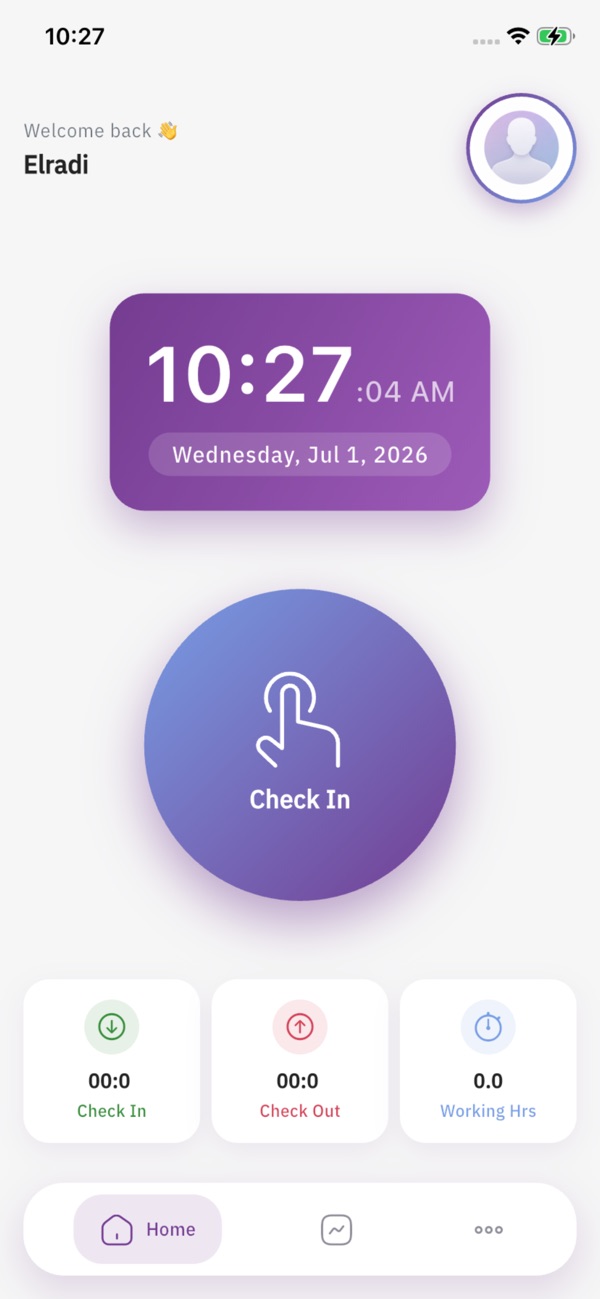 10:27
Welcome back 👋
Elradi
10:27:04 AM
Wednesday, Jul 1, 2026
Check In
00:0
Check In
00:0
Check Out
0.0
Working Hrs
Home